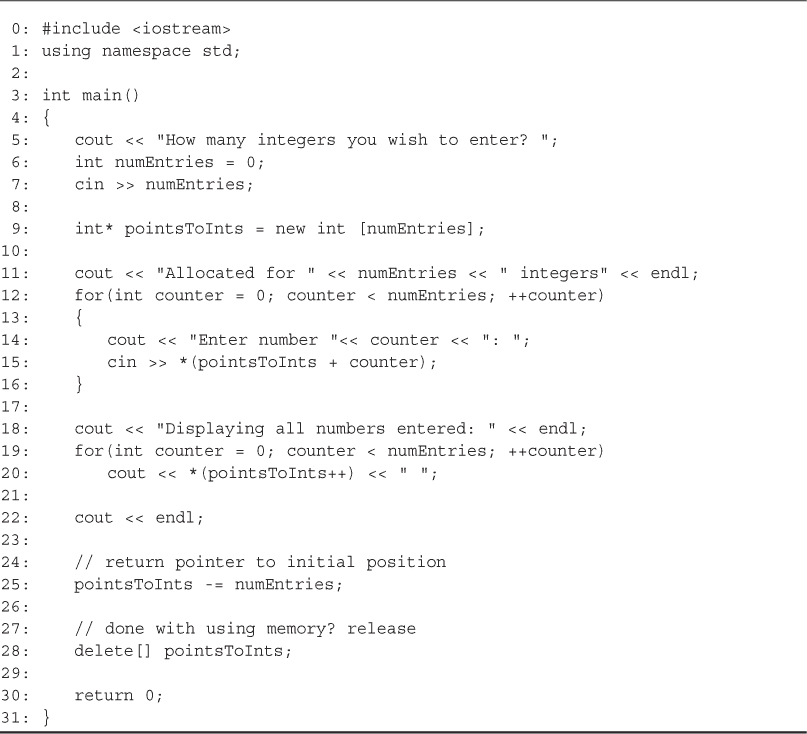 0: #include <iostream>
1: using namespace std;
2:
3: int main()
4: {
5:    cout << "How many integers you wish to enter? ";
6:    int numEntries = 0;
7:    cin >> numEntries;
8:
9:    int* pointsToInts = new int [numEntries];
10:
11:    cout << "Allocated for " << numEntries << " integers" << endl;
12:    for(int counter = 0; counter < numEntries; ++counter)
13:    {
14:       cout << "Enter number "<< counter << ": ";
15:       cin >> *(pointsToInts + counter);
16:    }
17:
18:    cout << "Displaying all numbers entered: " << endl;
19:    for(int counter = 0; counter < numEntries; ++counter)
20:       cout << *(pointsToInts++) << " ";
21:
22:    cout << endl;
23:
24:    // return pointer to initial position
25:    pointsToInts -= numEntries;
26:
27:    // done with using memory? release
28:    delete[] pointsToInts;
29:
30:    return 0;
31: }